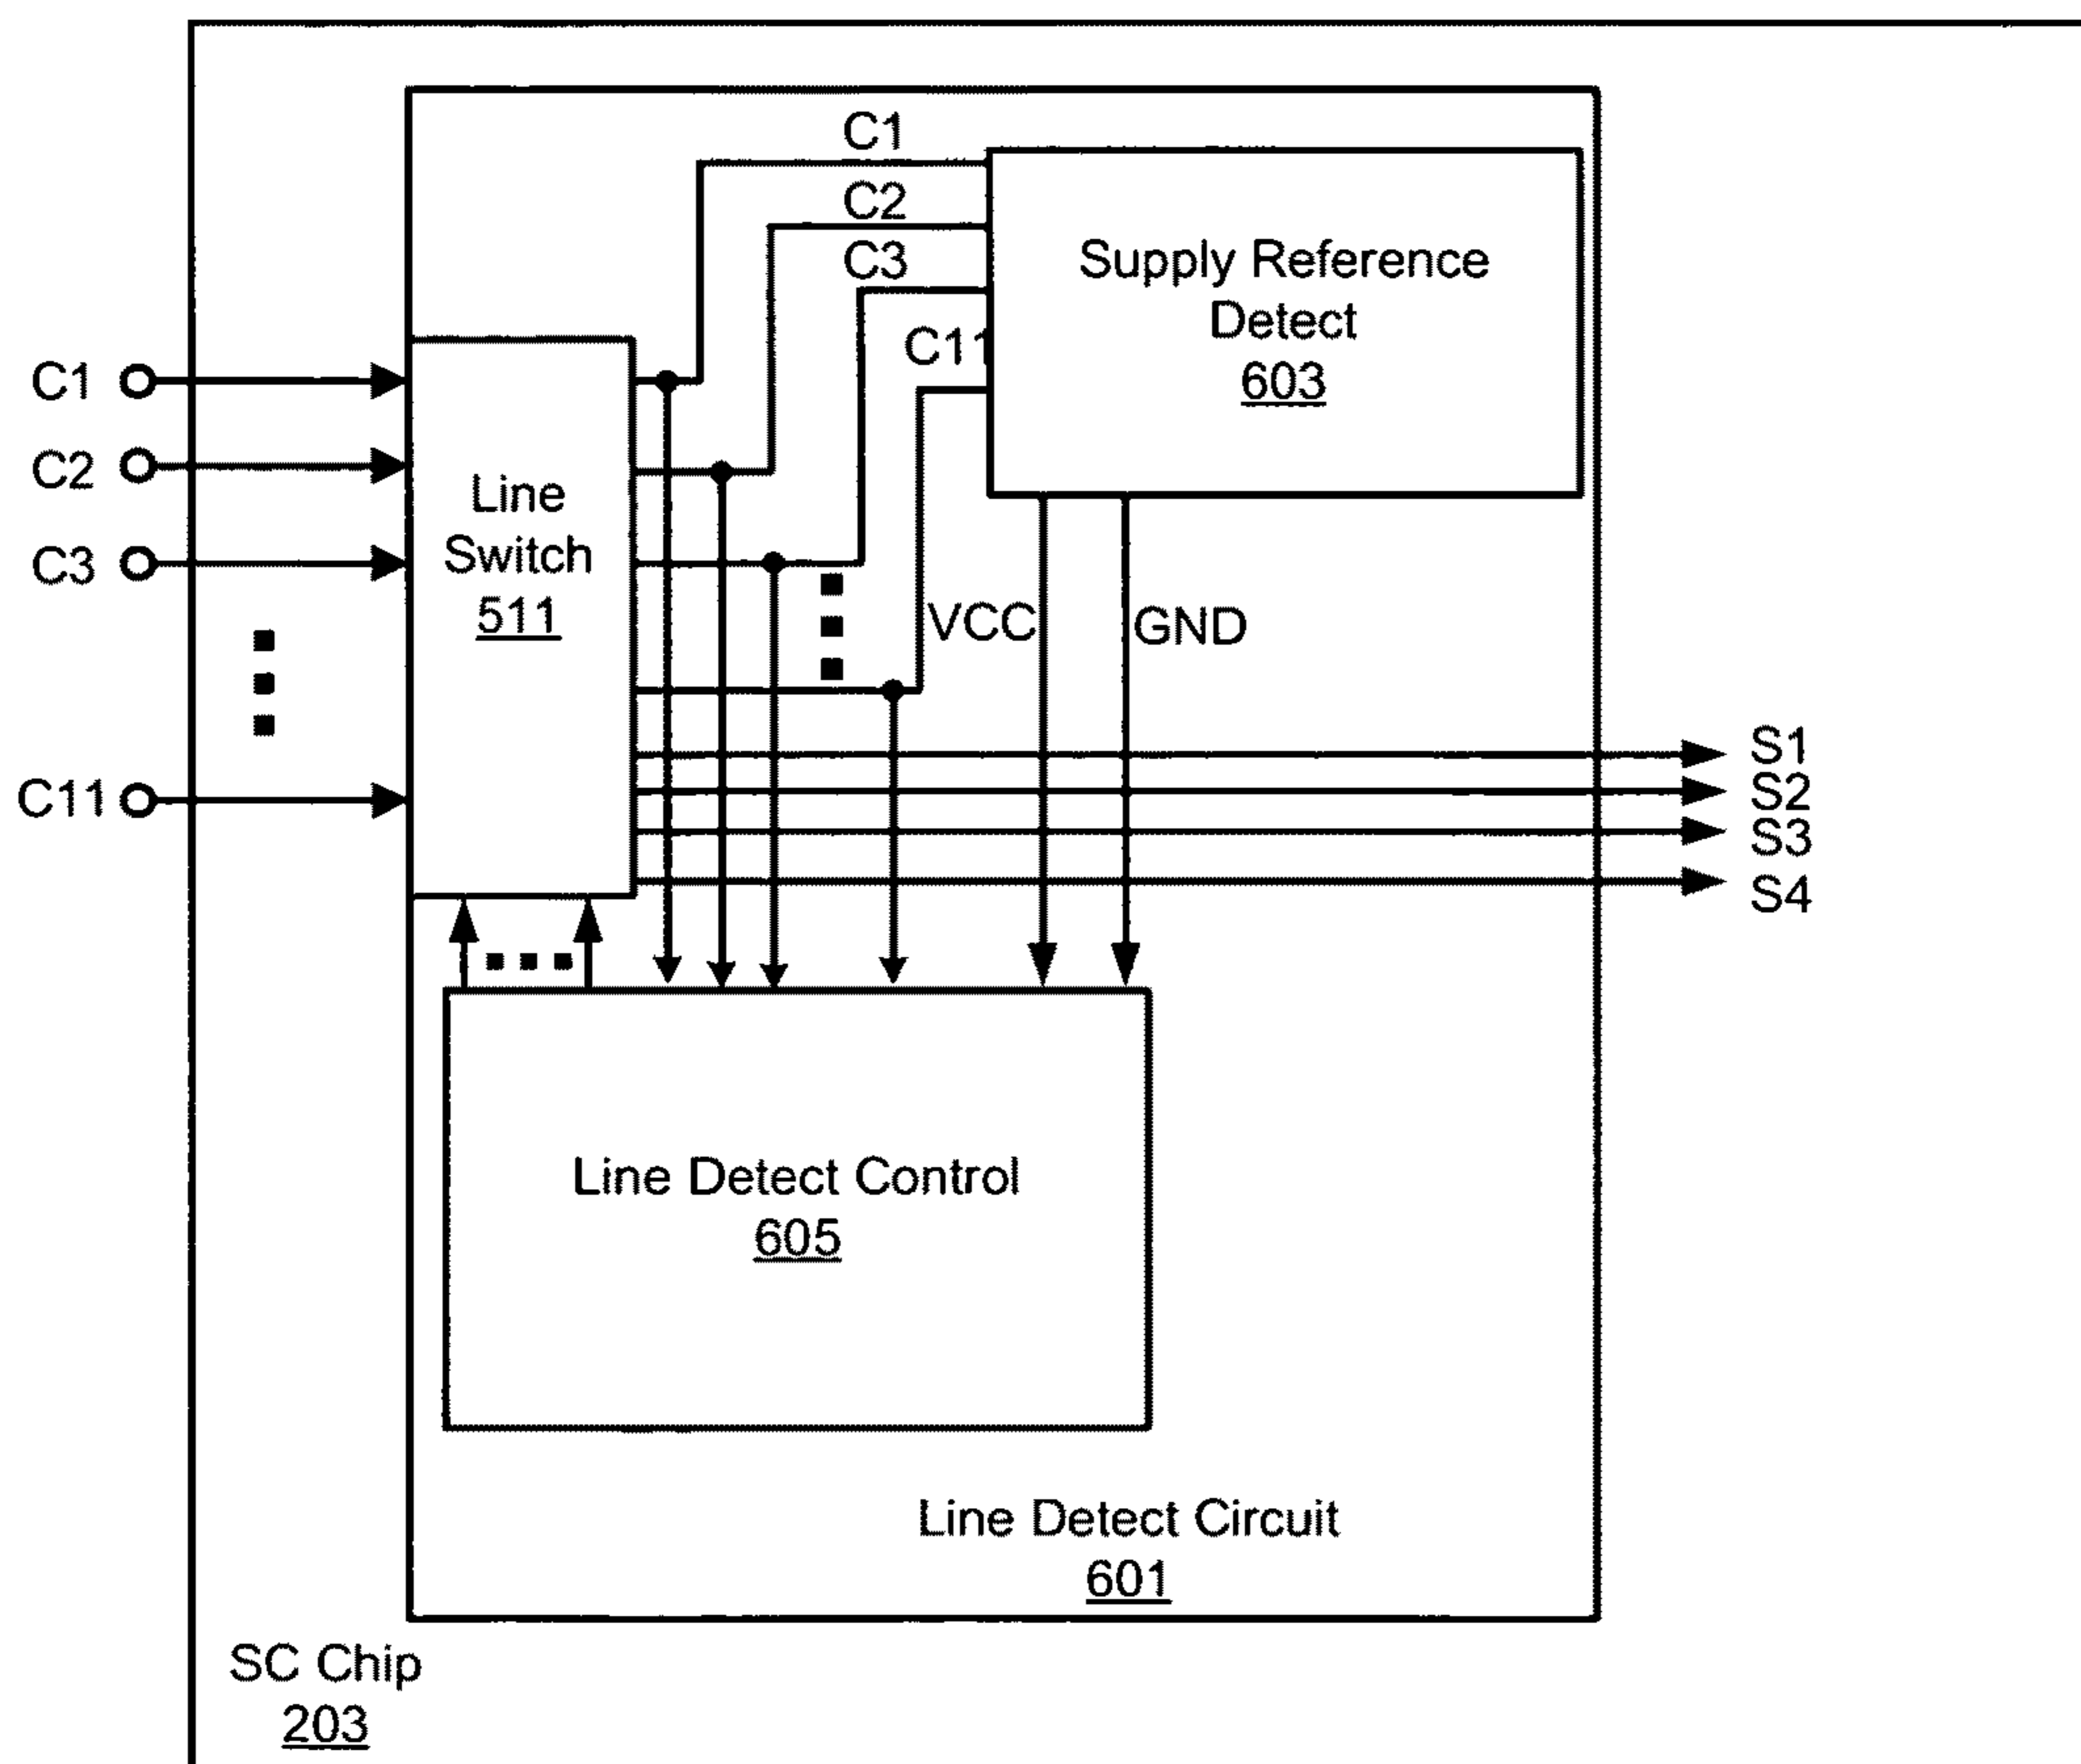 C1
C2
C3
C11
Supply Reference
Detect
603
C1
C2
C3
C11
Line
Switch
511
VCC
GND
S1
S2
S3
S4
Line Detect Control
605
Line Detect Circuit
601
SC Chip
203